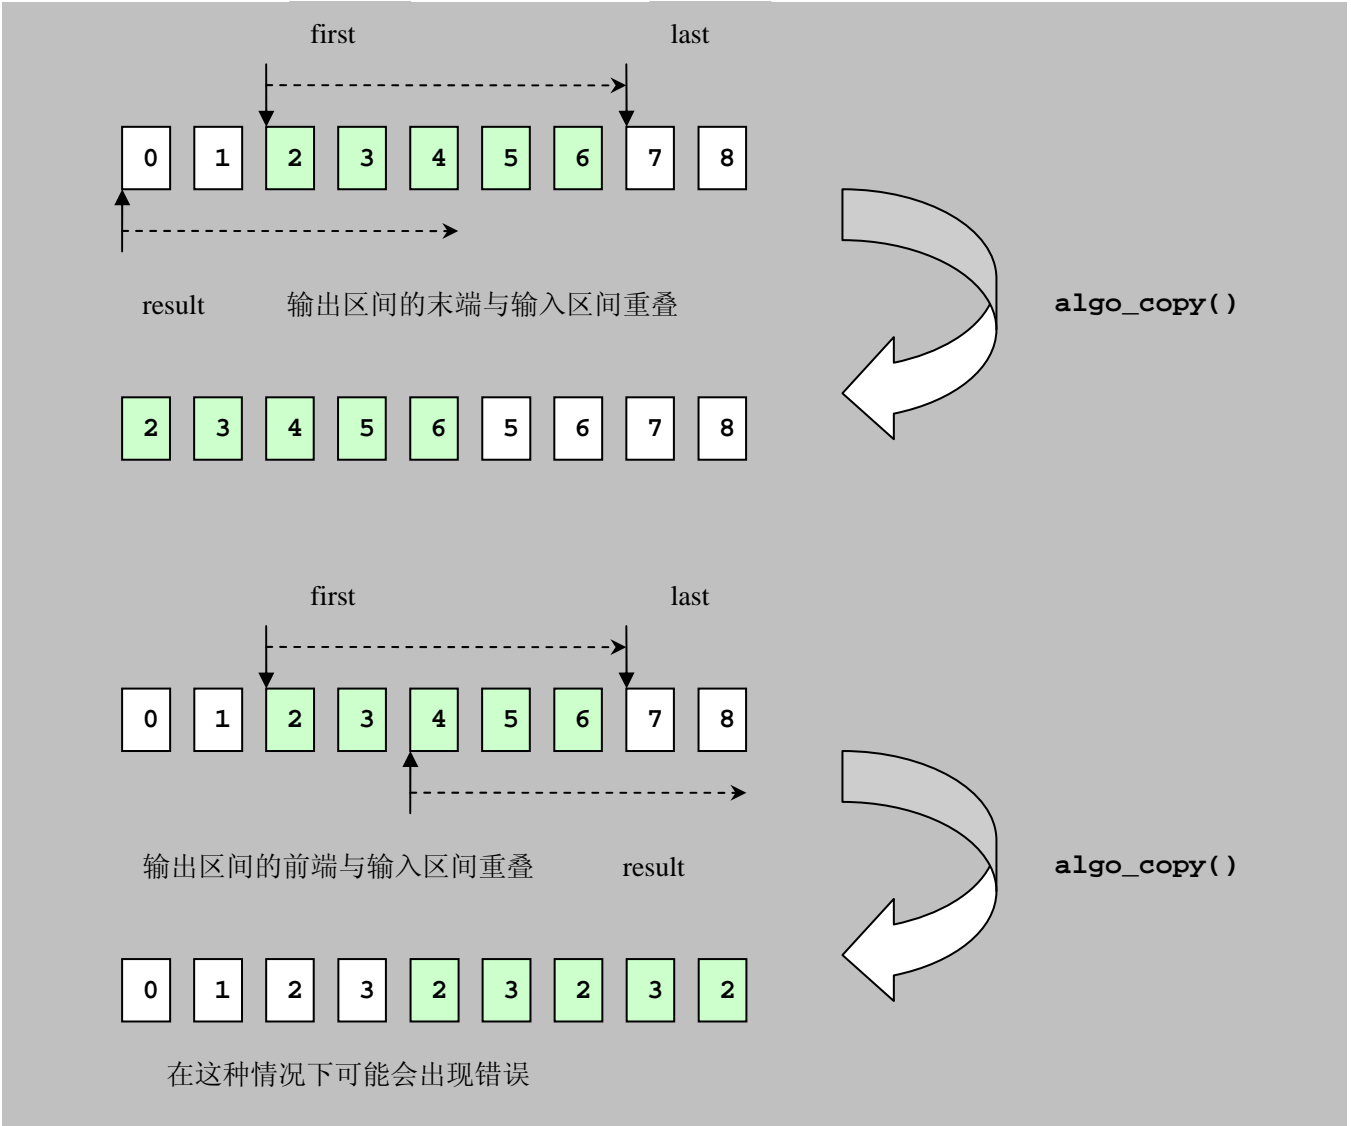 first last
0 1 2 3 4 5 6 7 8
result 输出区间的末端与输入区间重叠 algo_copy()
2 3 4 5 6 5 6 7 8
first last
0 1 2 3 4 5 6 7 8
输出区间的前端与输入区间重叠 result algo_copy()
0 1 2 3 2 3 2 3 2
在这种情况下可能会出现错误